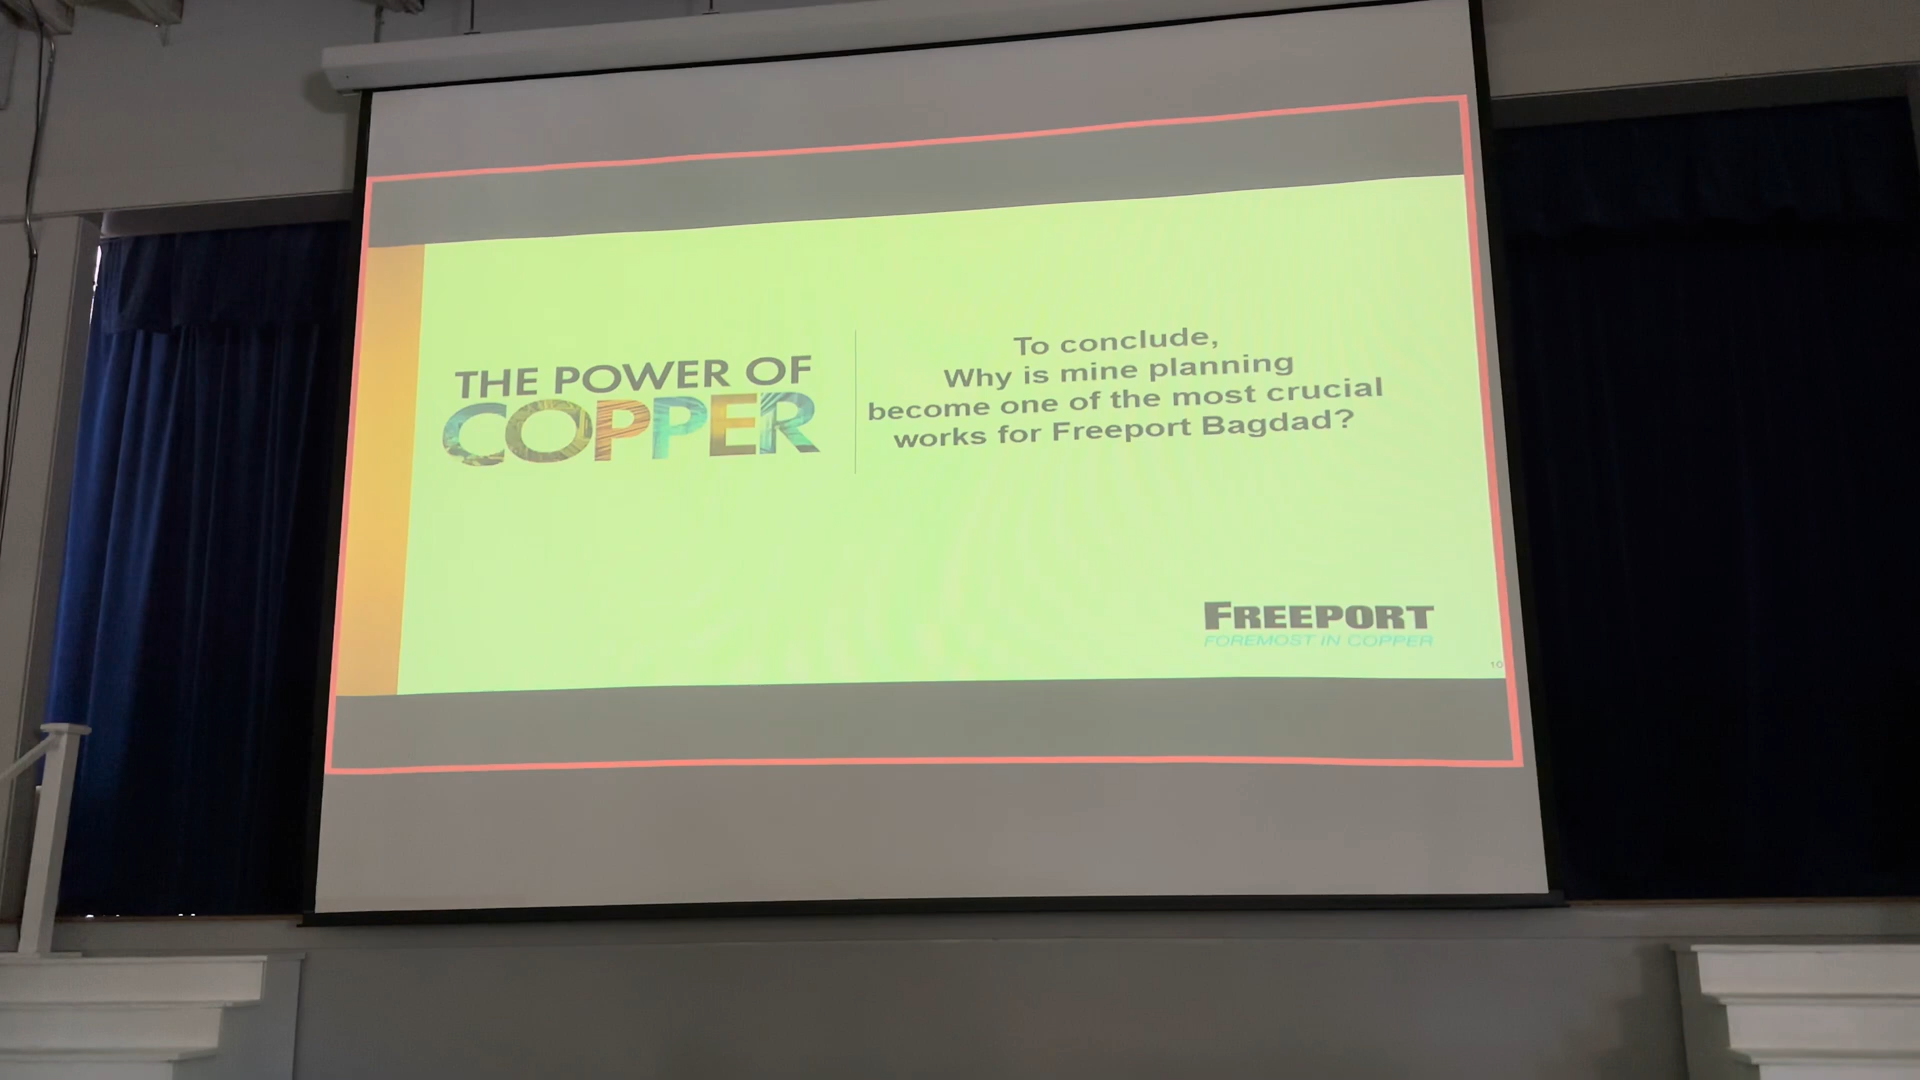 THE POWER OF
COPPER
To conclude,
Why is mine planning
become one of the most crucial
works for Freeport Bagdad?
FREEPORT
FOREMOST IN COPPER
10